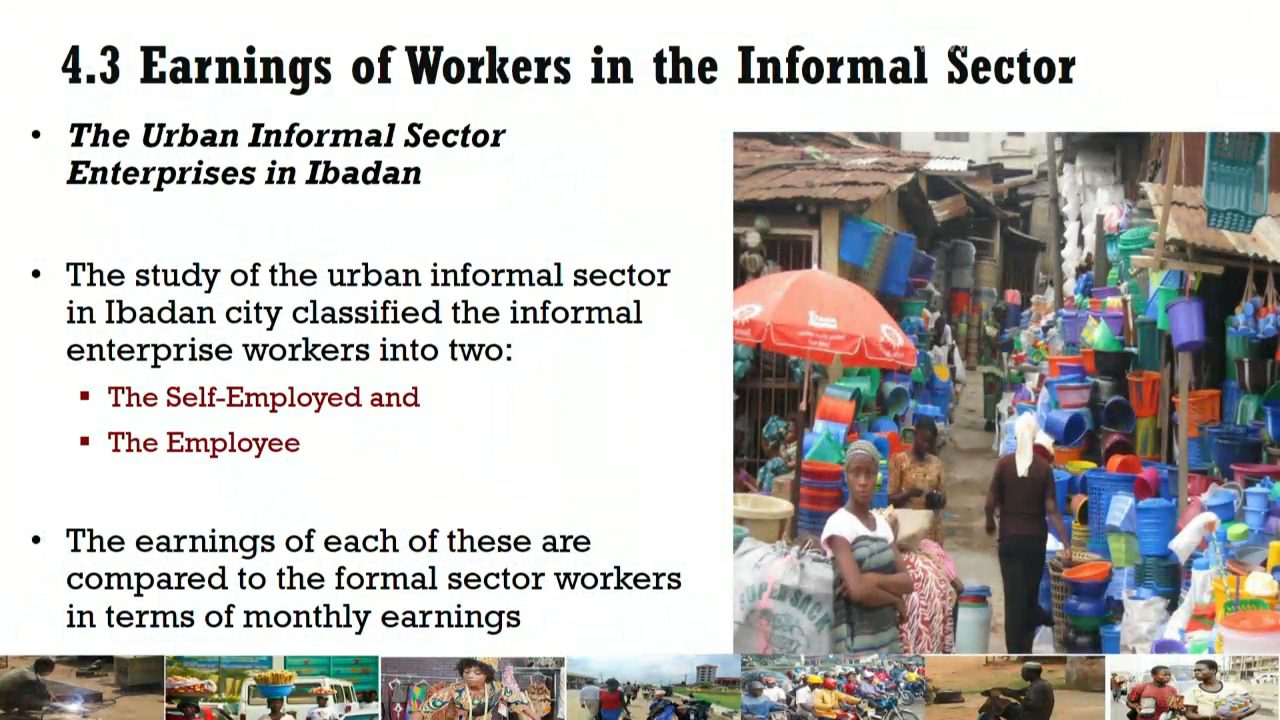 4.3 Earnings of Workers in the Informal Sector
• The Urban Informal Sector
Enterprises in Ibadan
• The study of the urban informal sector
in Ibadan city classified the informal
enterprise workers into two:
▪ The Self-Employed and
▪ The Employee
• The earnings of each of these are
compared to the formal sector workers
in terms of monthly earnings